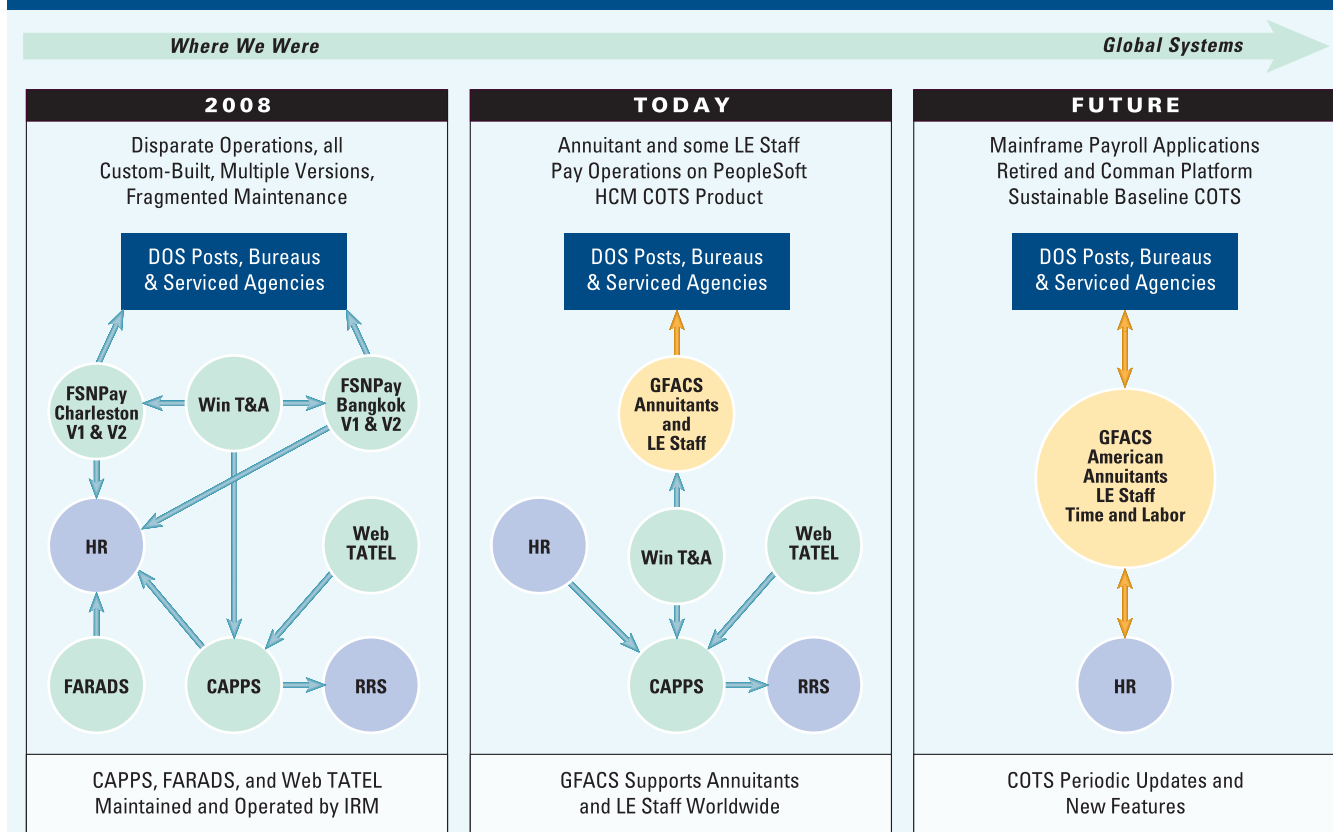 Where We Were
Global Systems
2008
Disparate Operations, all
Custom-Built, Multiple Versions,
Fragmented Maintenance
DOS Posts, Bureaus
& Serviced Agencies
FSNPay
Charleston
V1 & V2
Win T&A
FSNPay
Bangkok
V1 & V2
HR
Web
TATEL
FARADS
CAPPS
RRS
CAPPS, FARADS, and Web TATEL
Maintained and Operated by IRM
TODAY
Annuitant and some LE Staff
Pay Operations on PeopleSoft
HCM COTS Product
DOS Posts, Bureaus
& Serviced Agencies
GFACS
Annuitants
and
LE Staff
HR
Win T&A
Web
TATEL
CAPPS
RRS
GFACS Supports Annuitants
and LE Staff Worldwide
FUTURE
Mainframe Payroll Applications
Retired and Comman Platform
Sustainable Baseline COTS
DOS Posts, Bureaus
& Serviced Agencies
GFACS
American
Annuitants
LE Staff
Time and Labor
HR
COTS Periodic Updates and
New Features